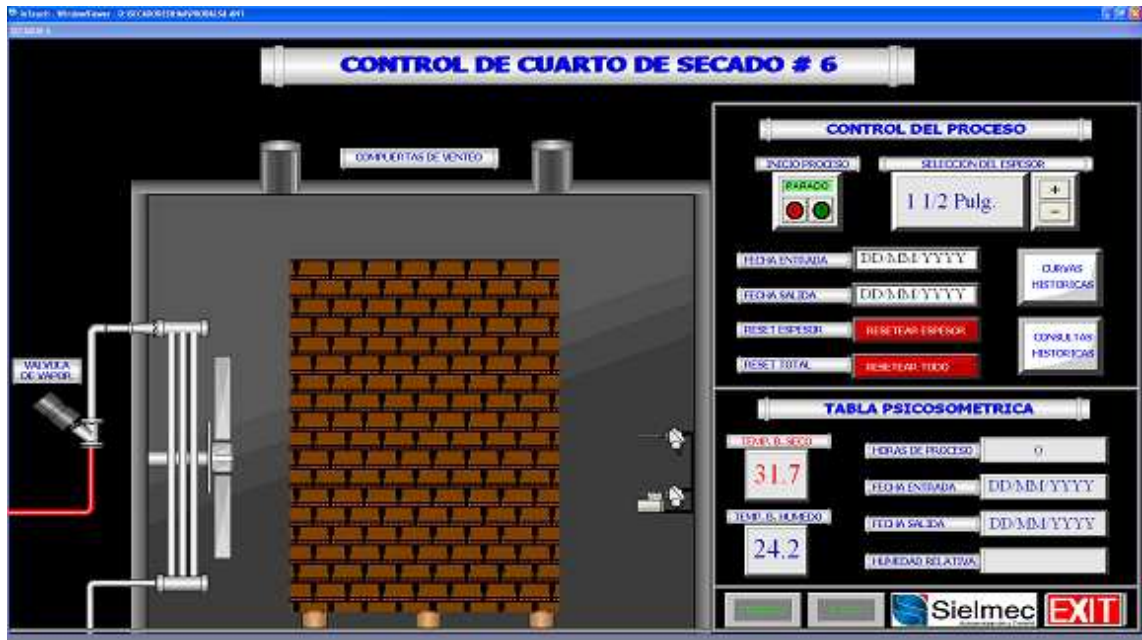 CONTROL DE CUARTO DE SECADO # 6
COMPUERTAS DE VENTEO
VALVULA
DE VAPOR
CONTROL DEL PROCESO
INICIO PROCESO
SELECCION DEL ESPESOR
PARADO
1 1/2 Pulg.
+
-
FECHA ENTRADA
DD/MM/YYYY
FECHA SALIDA
DD/MM/YYYY
RESET ESPESOR
RESETEAR ESPESOR
RESET TOTAL
RESETEAR TODO
CURVAS
HISTORICAS
CONSULTAS
HISTORICAS
TABLA PSICOSOMETRICA
TEMP. B. SECO
31.7
TEMP. B. HUMEDO
24.2
HORAS DE PROCESO
0
FECHA ENTRADA
DD/MM/YYYY
FECHA SALIDA
DD/MM/YYYY
HUMEDAD RELATIVA
Sielmec
EXIT